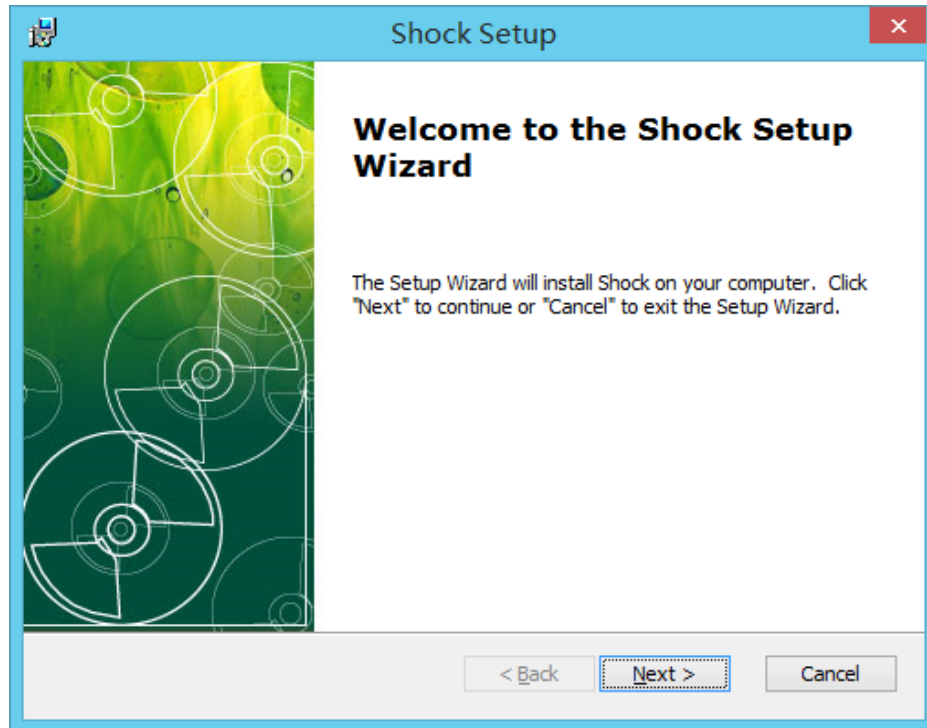 Shock Setup
Welcome to the Shock Setup
Wizard
The Setup Wizard will install Shock on your computer.  Click
"Next" to continue or "Cancel" to exit the Setup Wizard.
< Back
Next >
Cancel